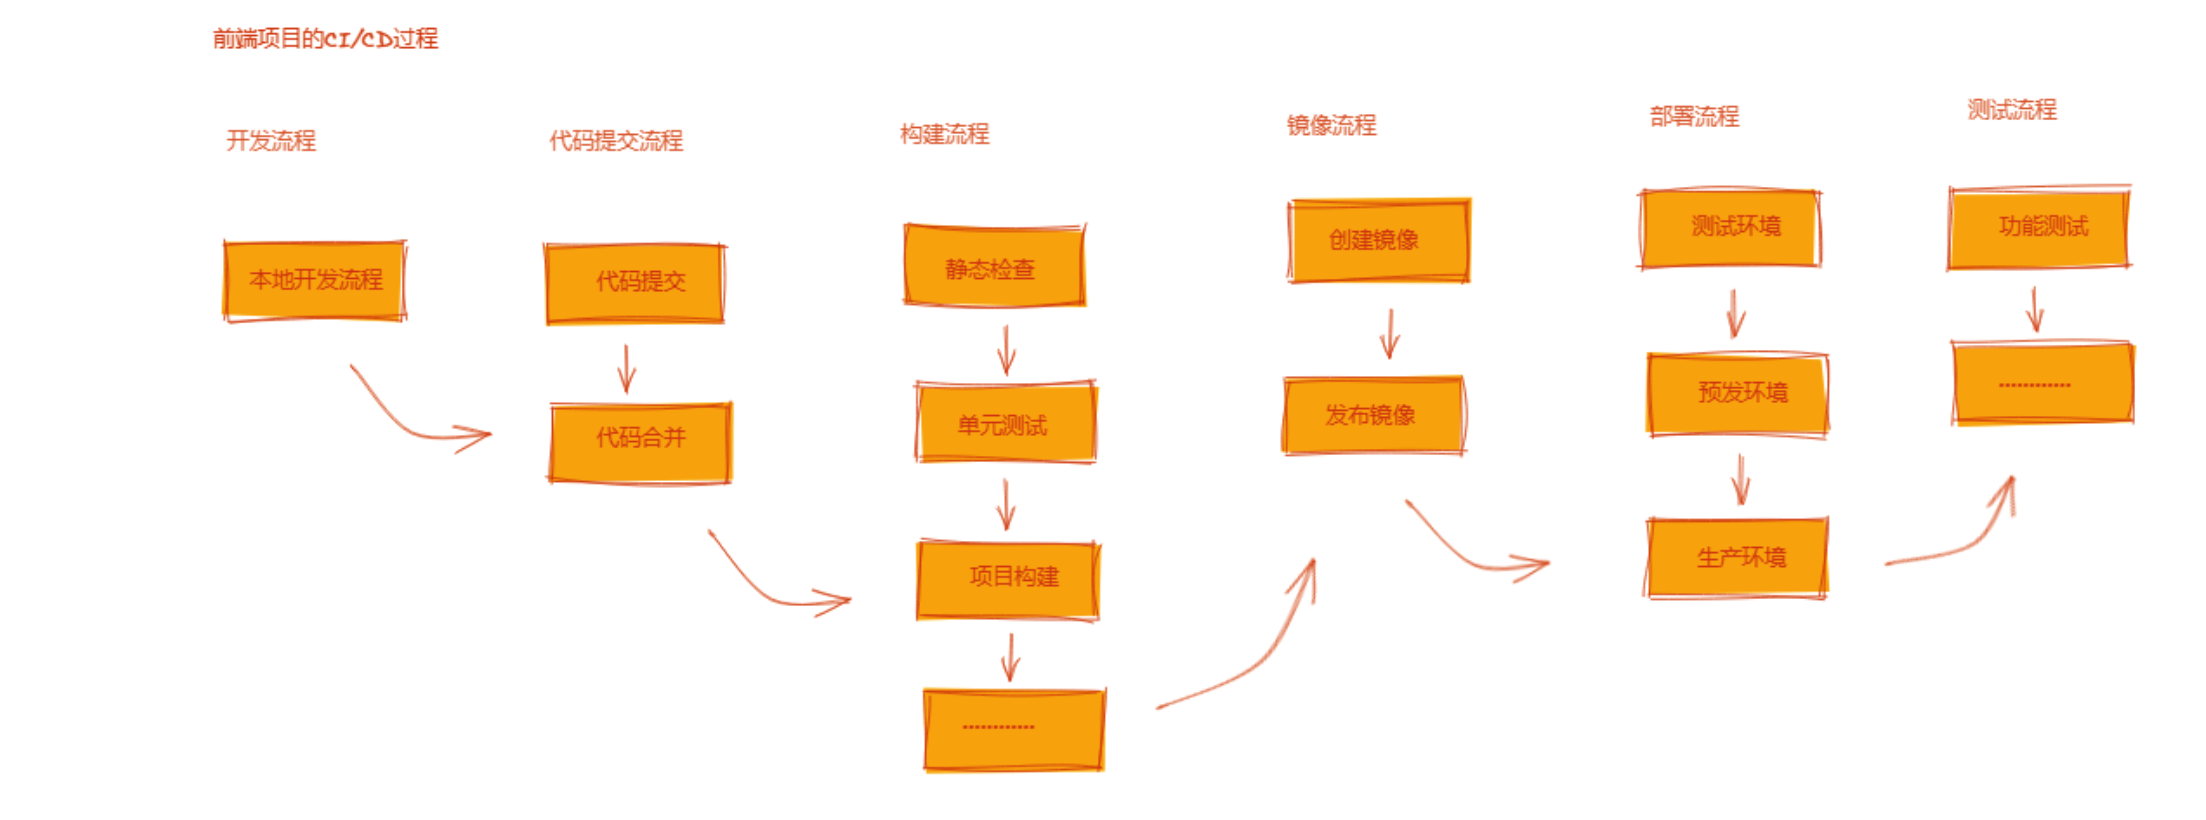 前端项目的CI/CD过程
开发流程
本地开发流程
代码提交流程
代码提交
代码合并
构建流程
静态检查
单元测试
项目构建
............
镜像流程
创建镜像
发布镜像
部署流程
测试环境
预发环境
生产环境
测试流程
功能测试
............